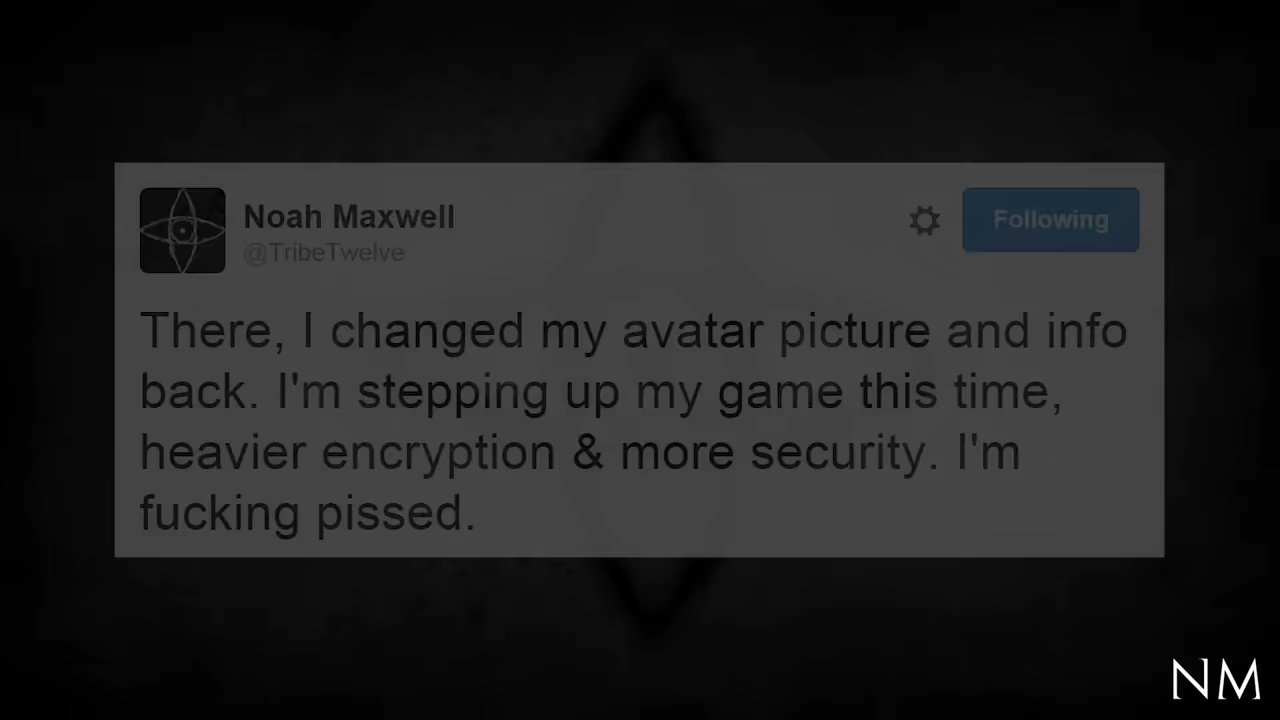 Noah Maxwell
@TribeTwelve
Following
There, I changed my avatar picture and info
back. I'm stepping up my game this time,
heavier encryption & more security. I'm
fucking pissed.
NM